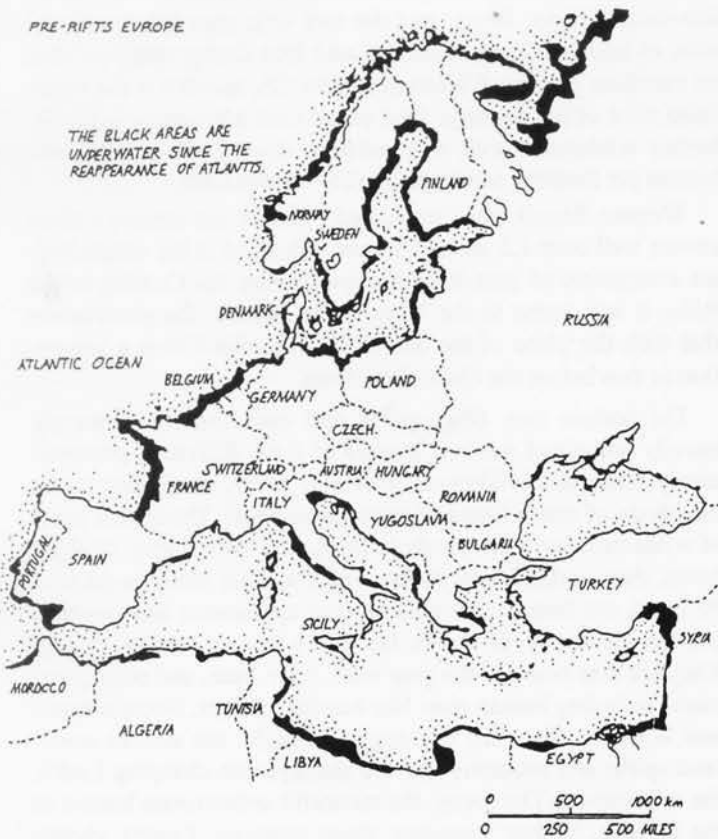 PRE-RIFTS EUROPE
THE BLACK AREAS ARE
UNDERWATER SINCE THE
REAPPEARANCE OF ATLANTIS.
FINLAND
NORWAY
SWEDEN
DENMARK
RUSSIA
ATLANTIC OCEAN
BELGIUM
GERMANY
POLAND
CZECH.
SWITZERLAND
AUSTRIA
HUNGARY
FRANCE
ITALY
ROMANIA
YUGOSLAVIA
BULGARIA
PORTUGAL
SPAIN
TURKEY
SICILY
SYRIA
MOROCCO
ALGERIA
TUNISIA
LIBYA
EGYPT
0 500 1000 KM
0 250 500 MILES